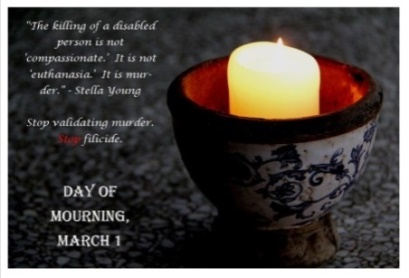 "The killing of a disabled
person is not
'compassionate.' It is not
'euthanasia.' It is mur-
der." - Stella Young
Stop validating murder.
Stop filicide.
DAY OF
MOURNING,
MARCH 1